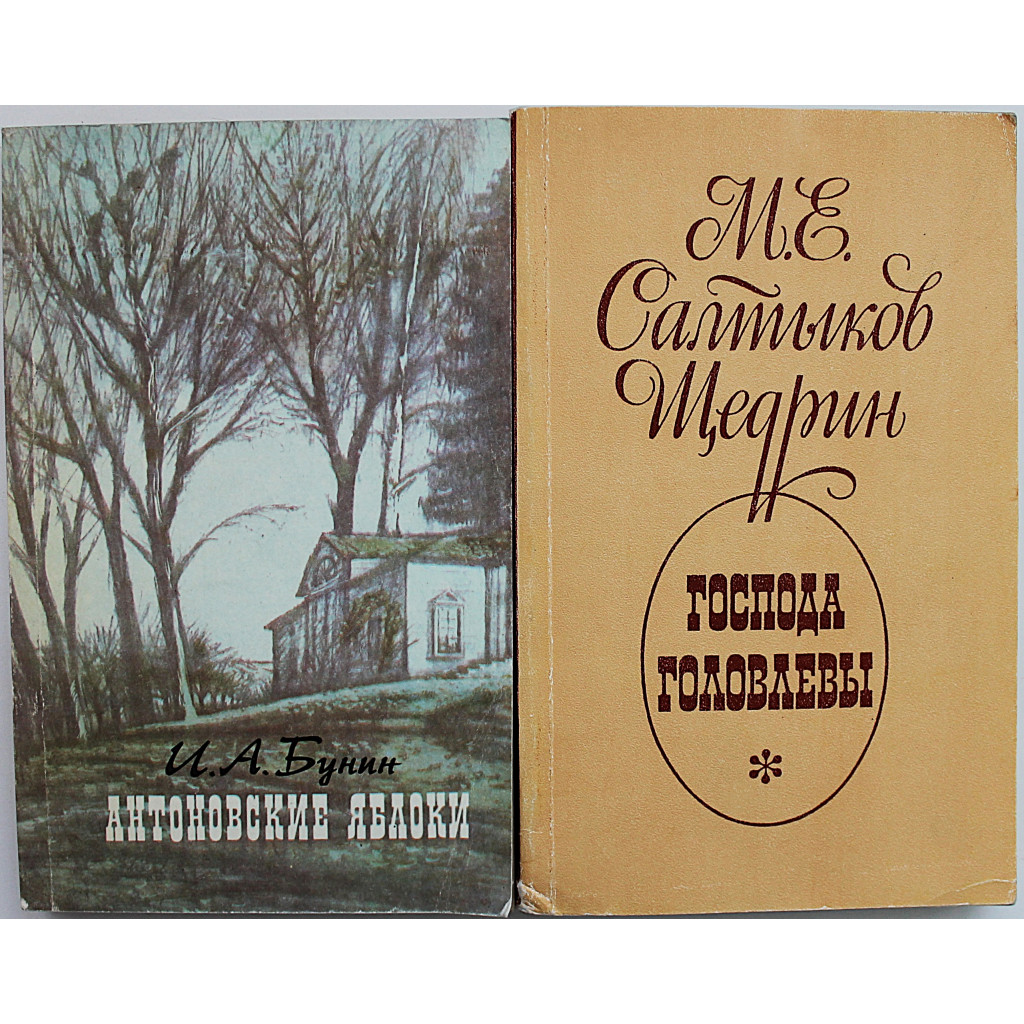 И. А. Бунин
АНТОНОВСКИЕ ЯБЛОКИ
М. Е.
Салтыков
Щедрин
ГОСПОДА
ГОЛОВЛЕВЫ